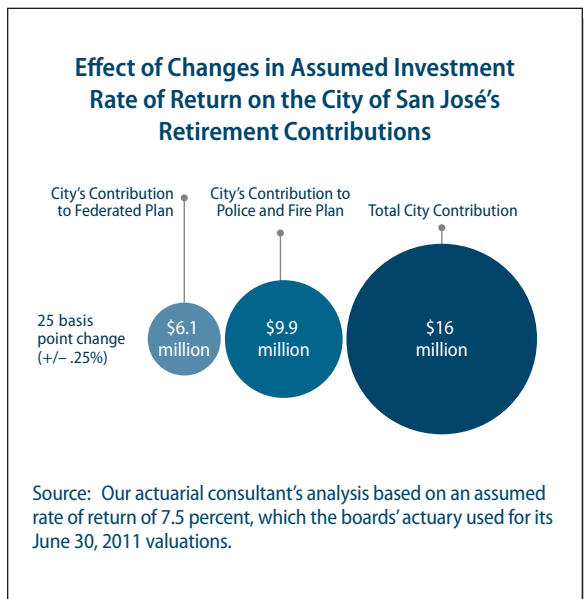 Effect of Changes in Assumed Investment
Rate of Return on the City of San José’s
Retirement Contributions
City’s Contribution
to Federated Plan
City’s Contribution to
Police and Fire Plan
Total City Contribution
25 basis
point change
(+/– .25%)
$6.1
million
$9.9
million
$16
million
Source: Our actuarial consultant’s analysis based on an assumed
rate of return of 7.5 percent, which the boards’ actuary used for its
June 30, 2011 valuations.